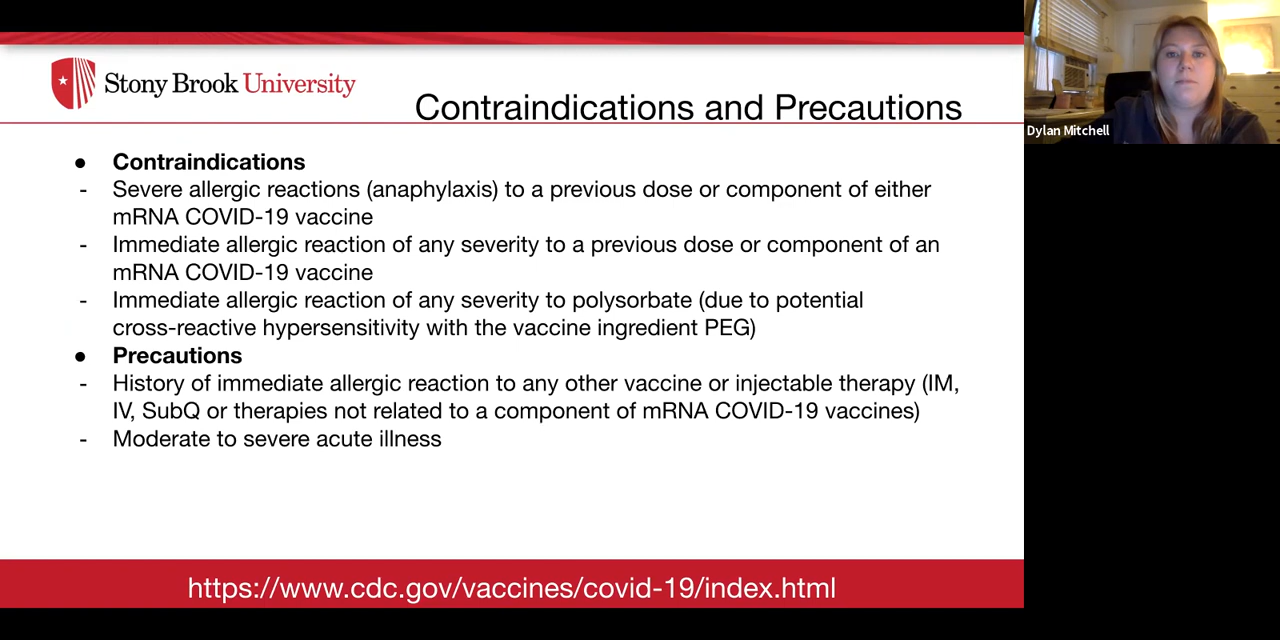 Stony Brook University
Contraindications and Precautions
● Contraindications
- Severe allergic reactions (anaphylaxis) to a previous dose or component of either
mRNA COVID-19 vaccine
- Immediate allergic reaction of any severity to a previous dose or component of an
mRNA COVID-19 vaccine
- Immediate allergic reaction of any severity to polysorbate (due to potential
cross-reactive hypersensitivity with the vaccine ingredient PEG)
● Precautions
- History of immediate allergic reaction to any other vaccine or injectable therapy (IM,
IV, SubQ or therapies not related to a component of mRNA COVID-19 vaccines)
- Moderate to severe acute illness
https://www.cdc.gov/vaccines/covid-19/index.html
Dylan Mitchell